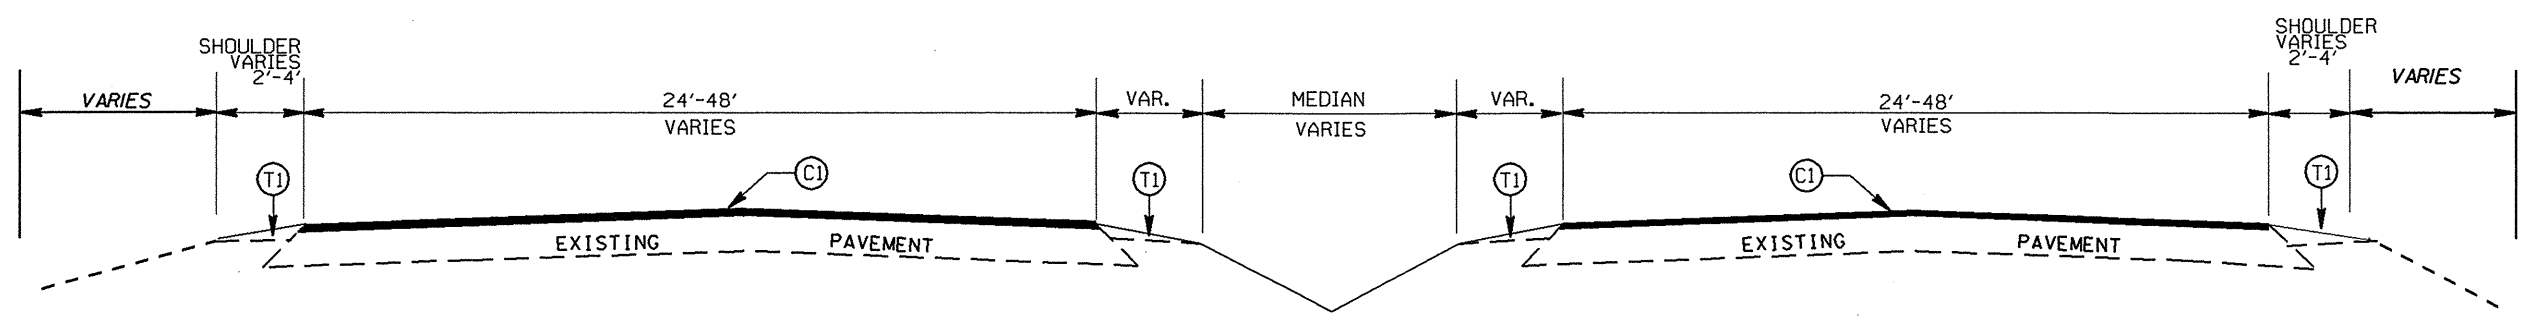 SHOULDER
VARIES
2'-4'
SHOULDER
VARIES
2'-4'
VARIES
24'-48'
VARIES
VAR.
MEDIAN
VARIES
VAR.
24'-48'
VARIES
VARIES
T1
C1
T1
T1
C1
T1
EXISTING PAVEMENT
EXISTING PAVEMENT